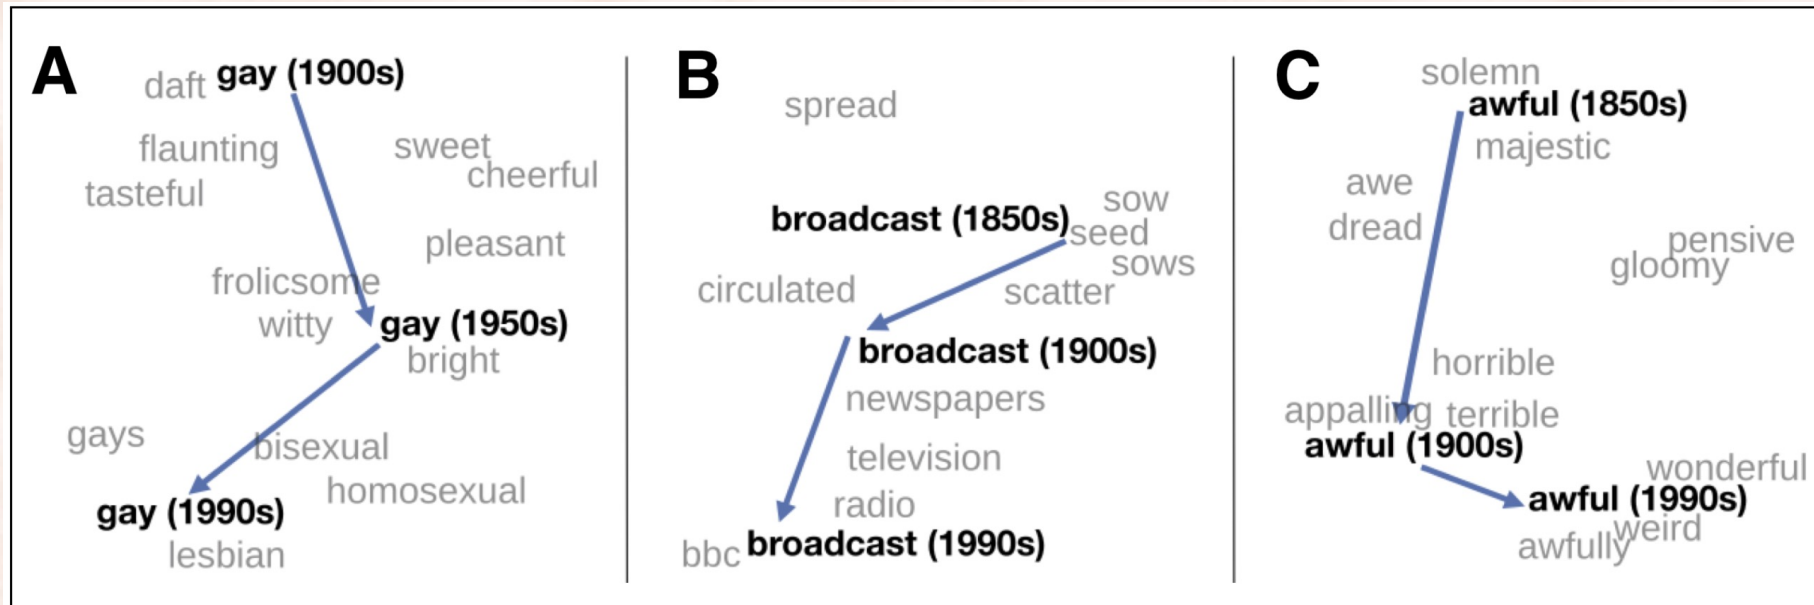 A
daft gay (1900s)
flaunting
sweet
cheerful
tasteful
pleasant
frolicsome
witty
gay (1950s)
bright
gays
bisexual
homosexual
gay (1990s)
lesbian
B
spread
sow
broadcast (1850s)
seed
sows
circulated
scatter
broadcast (1900s)
newspapers
television
radio
bbc broadcast (1990s)
C
solemn
awful (1850s)
majestic
awe
dread
pensive
gloomy
horrible
appalling terrible
awful (1900s)
wonderful
awful (1990s)
weird
awfully